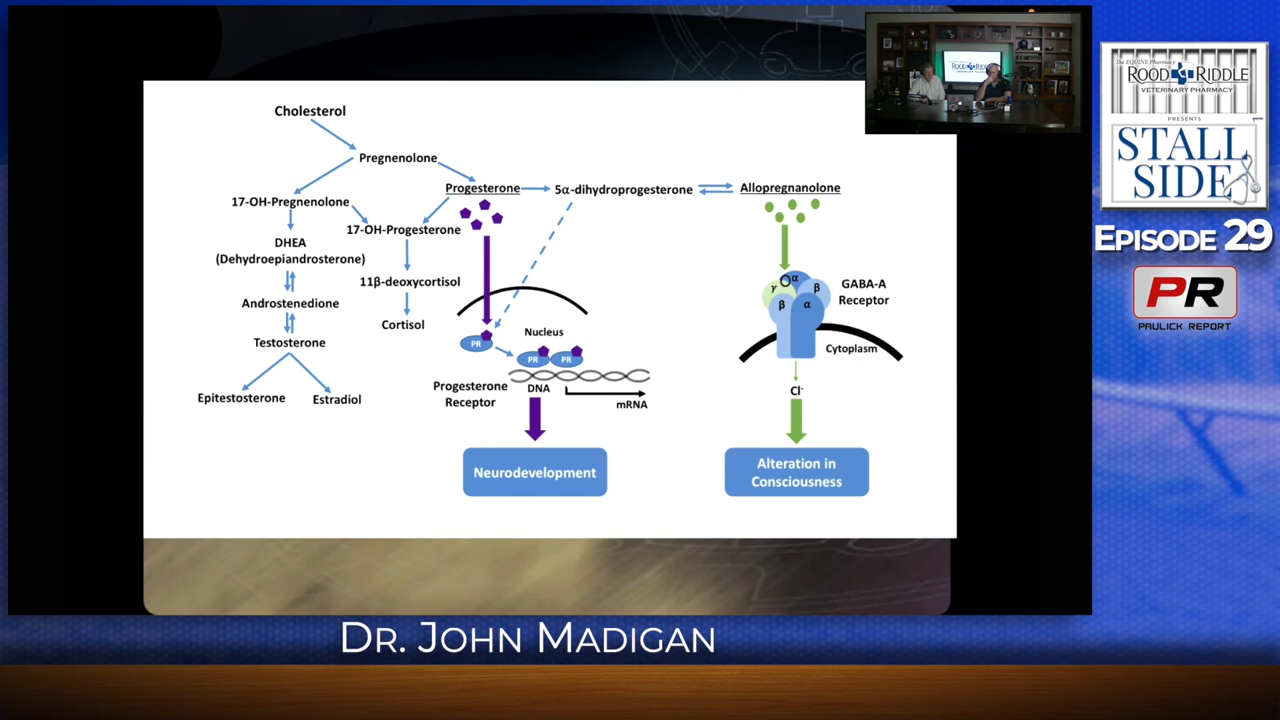 Cholesterol
Pregnenolone
17-OH-Pregnenolone
Progesterone
5α-dihydroprogesterone
Allopregnanolone
17-OH-Progesterone
DHEA
(Dehydroepiandrosterone)
11β-deoxycortisol
Androstenedione
Cortisol
Testosterone
Epitestosterone
Estradiol
Nucleus
PR
PR
PR
Progesterone
Receptor
DNA
mRNA
Neurodevelopment
γ
α
β
β
α
GABA-A
Receptor
Cytoplasm
Cl-
Alteration in
Consciousness
ROOD & RIDDLE
The EQUINE Pharmacy
ROOD RIDDLE
VETERINARY PHARMACY
PRESENTS
STALL
SIDE
EPISODE 29
PR
PAULICK REPORT
DR. JOHN MADIGAN